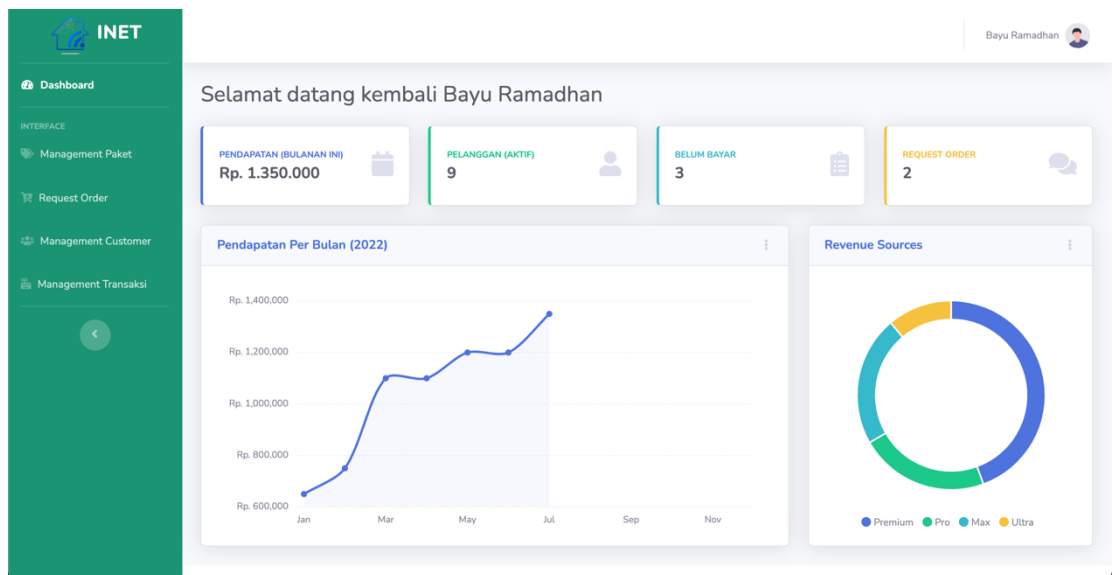 INET
Bayu Ramadhan
Dashboard
INTERFACE
Management Paket
Request Order
Management Customer
Management Transaksi
Selamat datang kembali Bayu Ramadhan
PENDAPATAN (BULANAN INI)
Rp. 1.350.000
PELANGGAN (AKTIF)
9
BELUM BAYAR
3
REQUEST ORDER
2
Pendapatan Per Bulan (2022)
Rp. 1,400,000
Rp. 1,200,000
Rp. 1,000,000
Rp. 800,000
Rp. 600,000
Jan Mar May Jul Sep Nov
Revenue Sources
Premium Pro Max Ultra